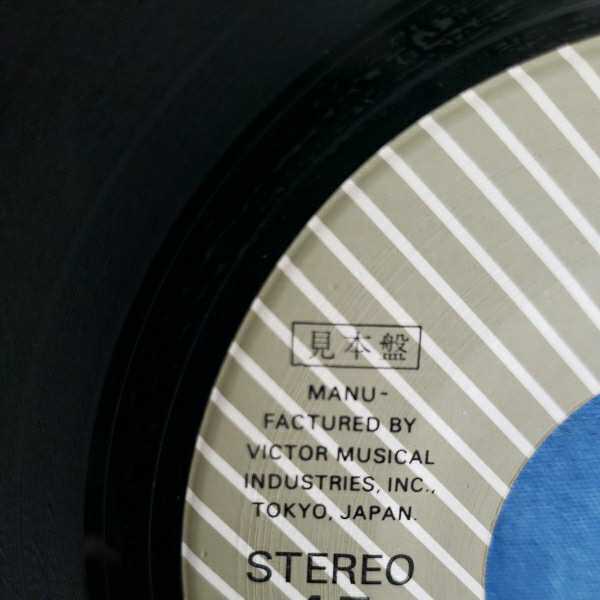 見本盤
MANU-
FACTURED BY
VICTOR MUSICAL
INDUSTRIES, INC.,
TOKYO, JAPAN.
STEREO